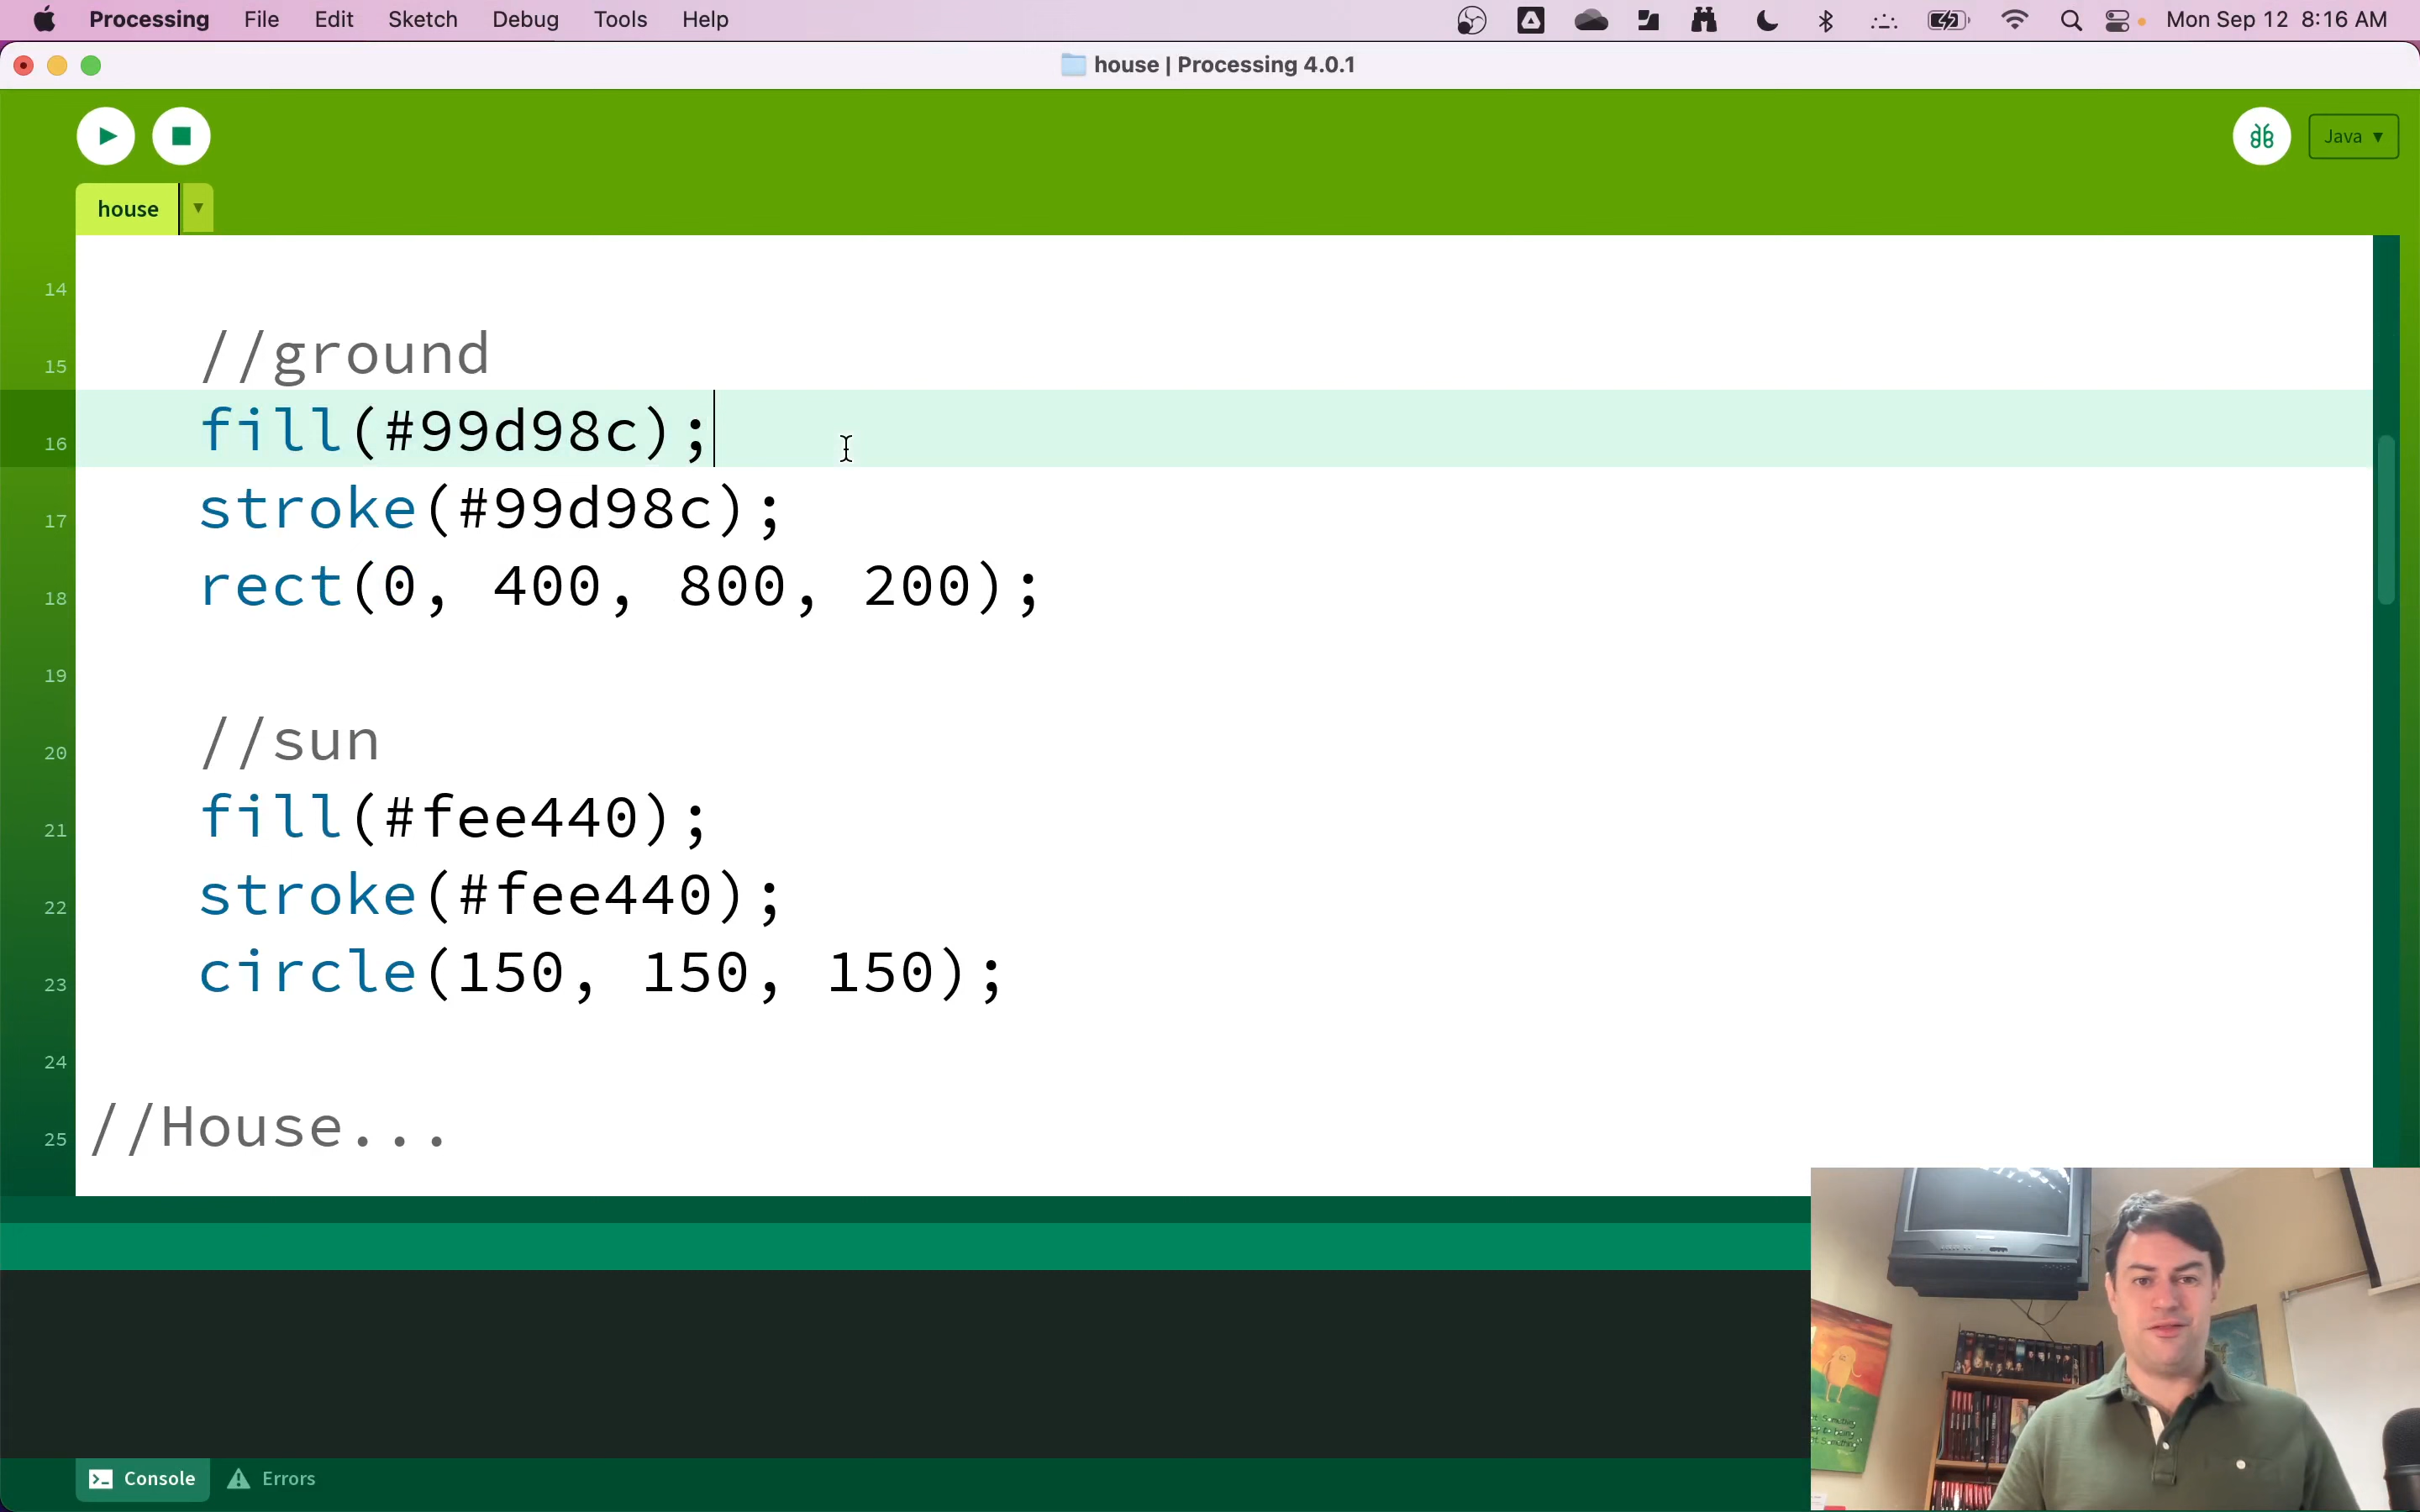 Processing File Edit Sketch Debug Tools Help Mon Sep 12 8:16 AM
house | Processing 4.0.1
Java ▾
house ▾
14
15 //ground
16 fill(#99d98c);
17 stroke(#99d98c);
18 rect(0, 400, 800, 200);
19
20 //sun
21 fill(#fee440);
22 stroke(#fee440);
23 circle(150, 150, 150);
24
25 //House...
Console Errors